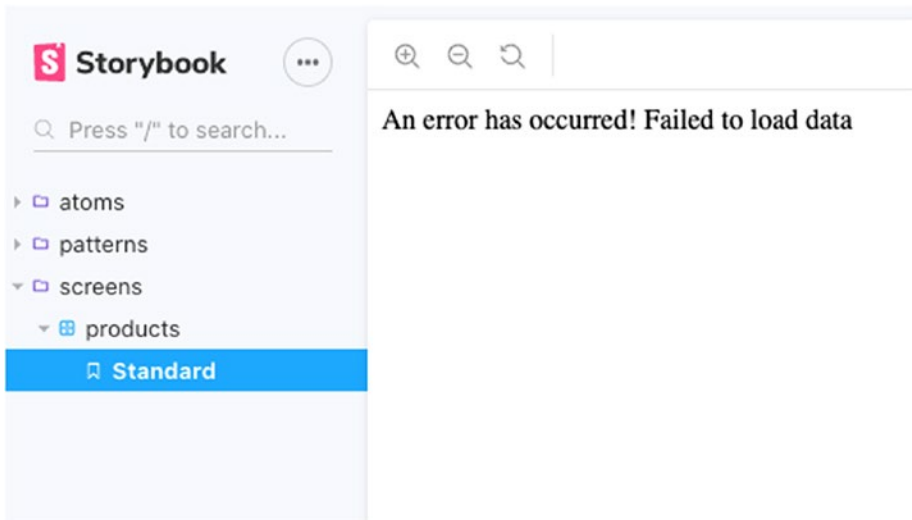 Storybook
Press "/" to search...
atoms
patterns
screens
products
Standard
An error has occurred! Failed to load data